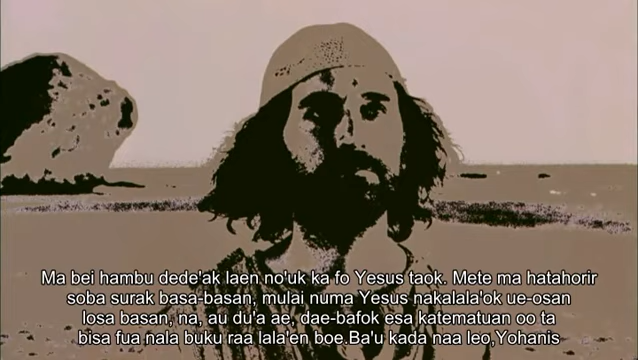 Ma bei hambu dede'ak laen no'uk ka fo Yesus taok. Mete ma hatahorir
soba surak basa-basan, mulai numa Yesus nakalala'ok ue-osan
losa basan, na, au du'a ae, dae-bafok esa katematuan oo ta
bisa fua nala buku raa lala'en boe.Ba'u kada naa leo,Yohanis